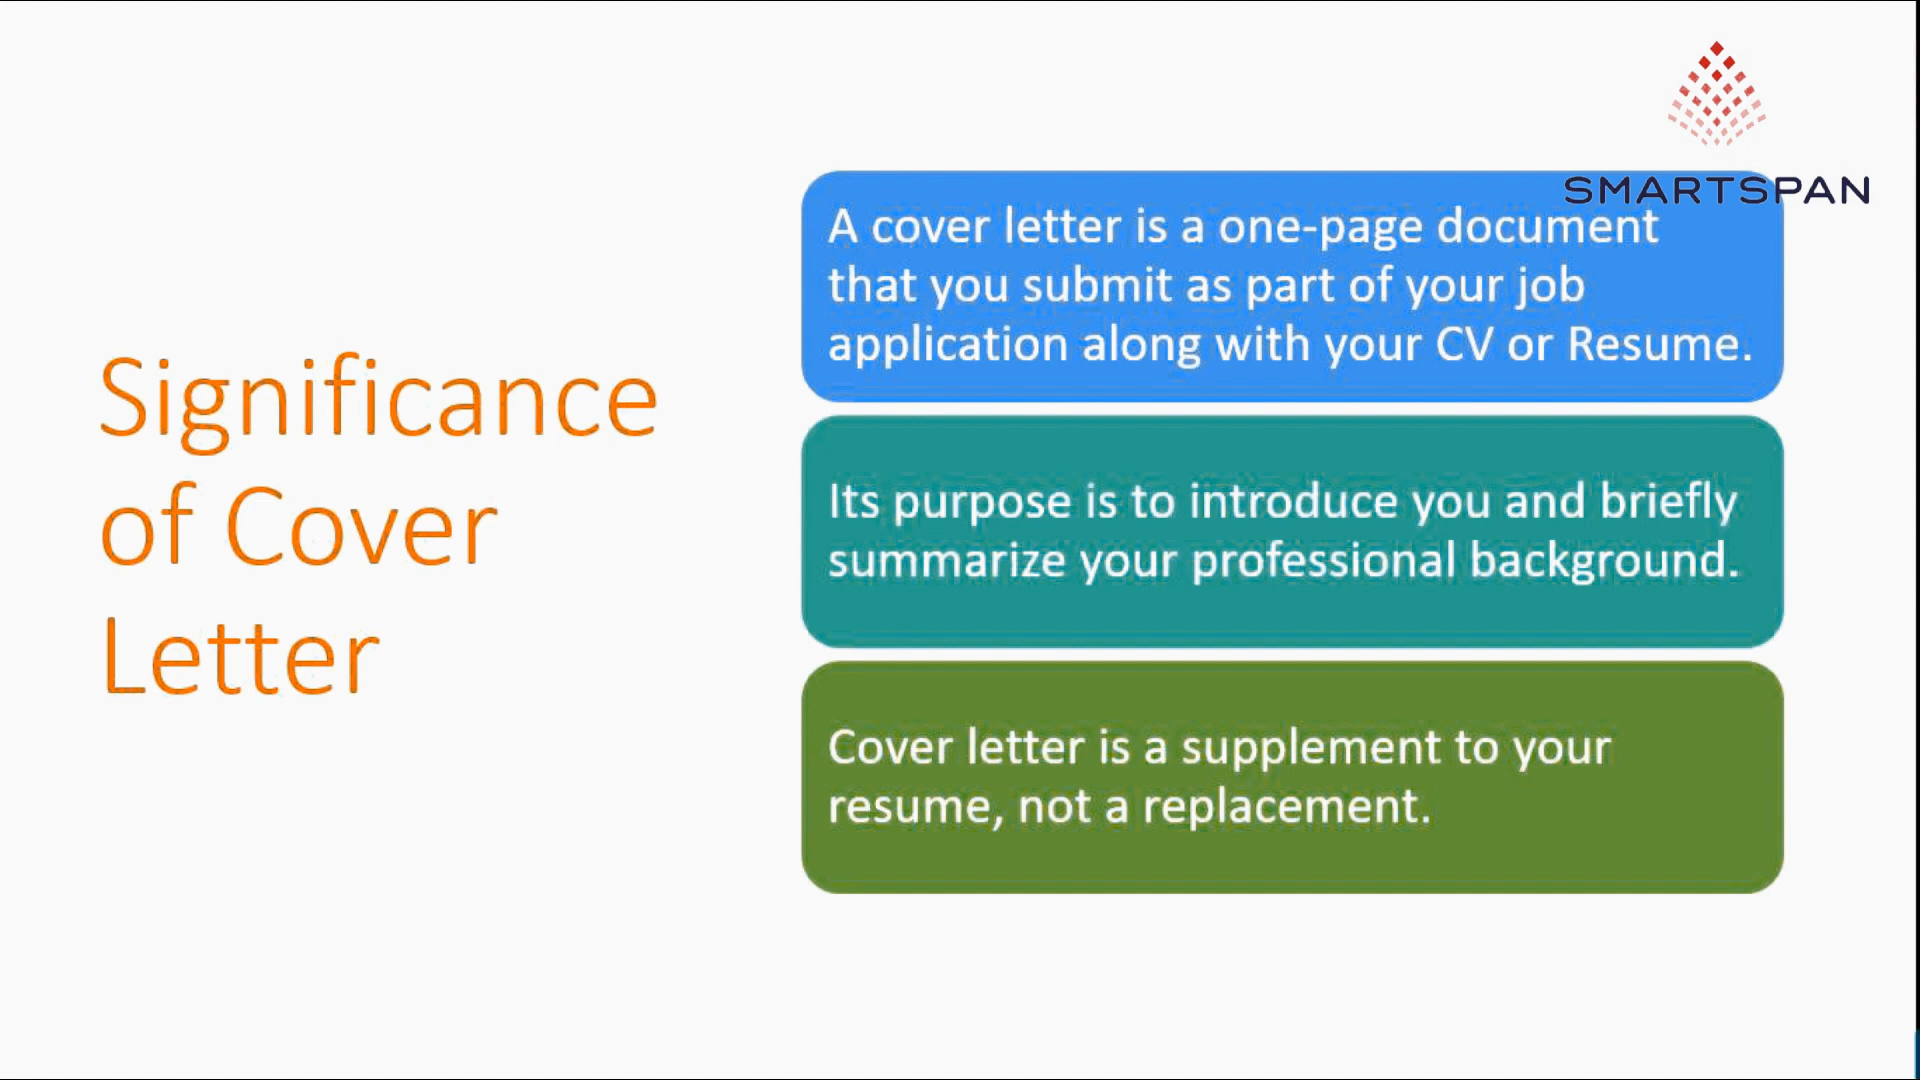 SMARTSPAN
Significance
of Cover
Letter
A cover letter is a one-page document
that you submit as part of your job
application along with your CV or Resume.
Its purpose is to introduce you and briefly
summarize your professional background.
Cover letter is a supplement to your
resume, not a replacement.